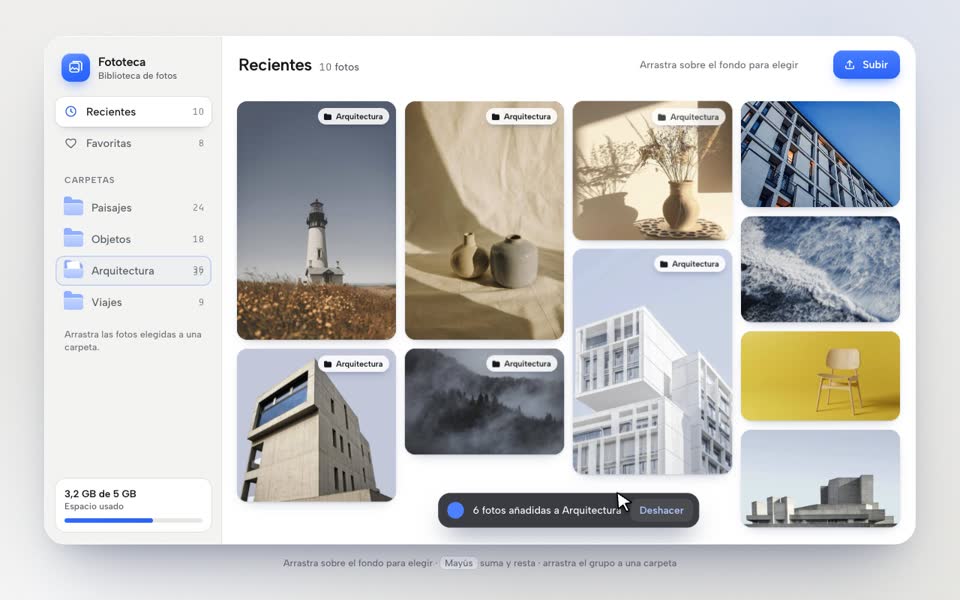 Fototeca
Biblioteca de fotos
Recientes 10
Favoritas 8
CARPETAS
Paisajes 24
Objetos 18
Arquitectura
Viajes 9
Arrastra las fotos elegidas a una
carpeta.
3,2 GB de 5 GB
Espacio usado
Recientes 10 fotos
Arrastra sobre el fondo para elegir
Subir
Arquitectura
Arquitectura
Arquitectura
Arquitectura
Arquitectura
Arquitectura
6 fotos añadidas a Arquitectura
Deshacer
Arrastra sobre el fondo para elegir · Mayús suma y resta · arrastra el grupo a una carpeta